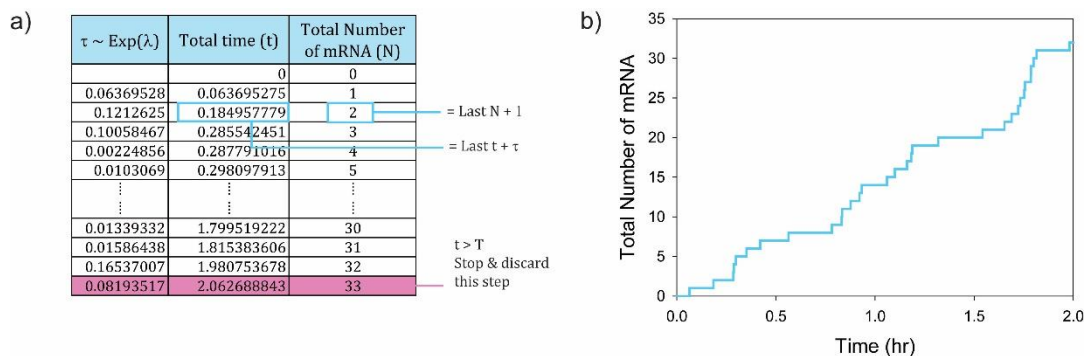 a)
τ ~ Exp(λ) Total time (t) Total Number of mRNA (N)
0 0
0.06369528 0.063695275 1
0.1212625 0.184957779 2
0.10058467 0.285542451 3
0.00224856 0.287791016 4
0.0103069 0.298097913 5
0.01339332 1.799519222 30
0.01586438 1.815383606 31
0.16537007 1.980753678 32
0.08193517 2.062688843 33
= Last N + 1
= Last t + τ
t > T
Stop & discard
this step
b)
Total Number of mRNA
35
30
25
20
15
10
5
0
0.0 0.5 1.0 1.5 2.0
Time (hr)